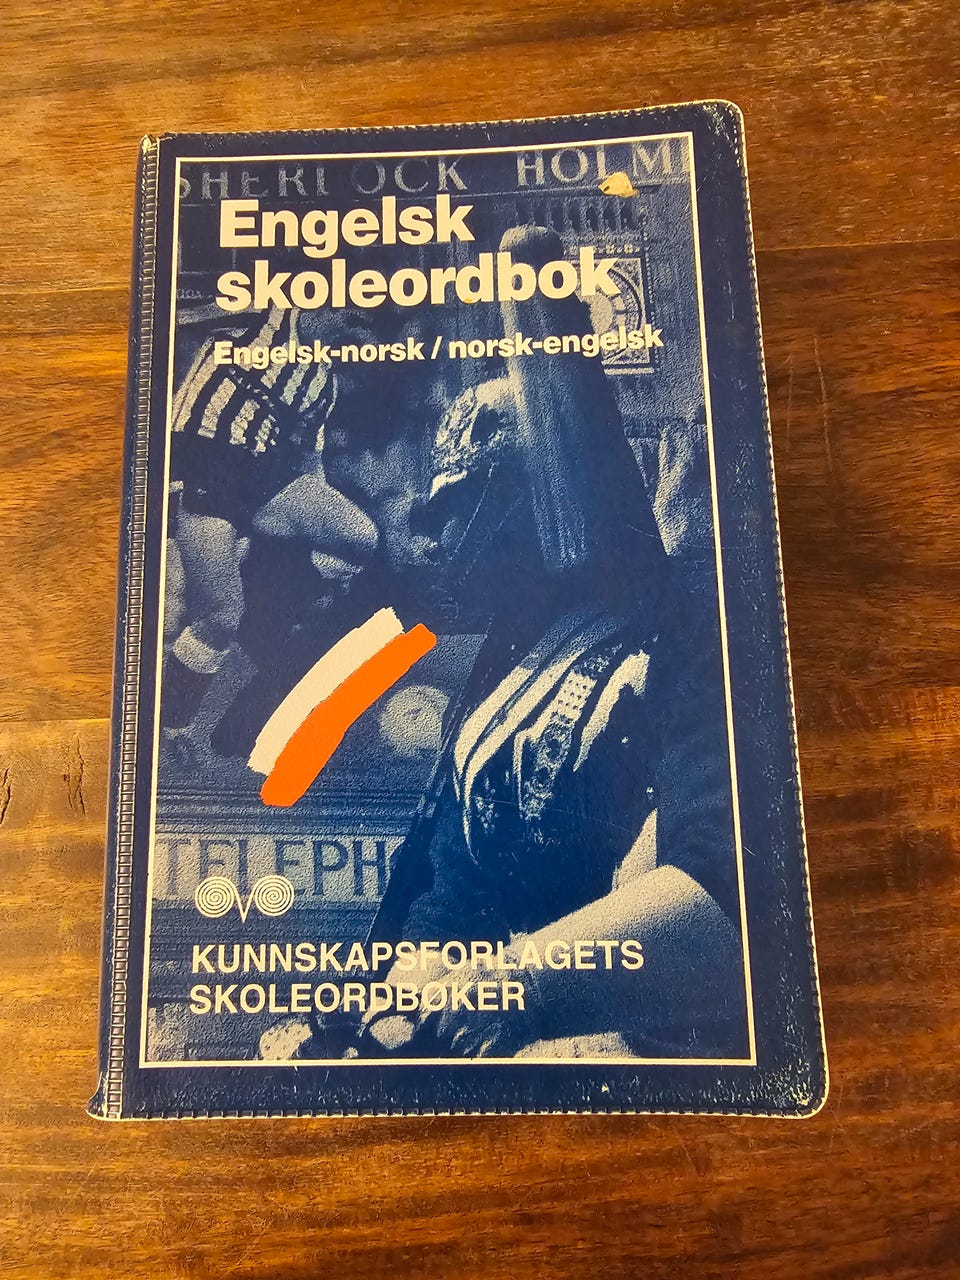 SHERLOCK HOLM
Engelsk
skoleordbok
Engelsk-norsk / norsk-engelsk
TELEPH
KUNNSKAPSFORLAGETS
SKOLEORDBØKER